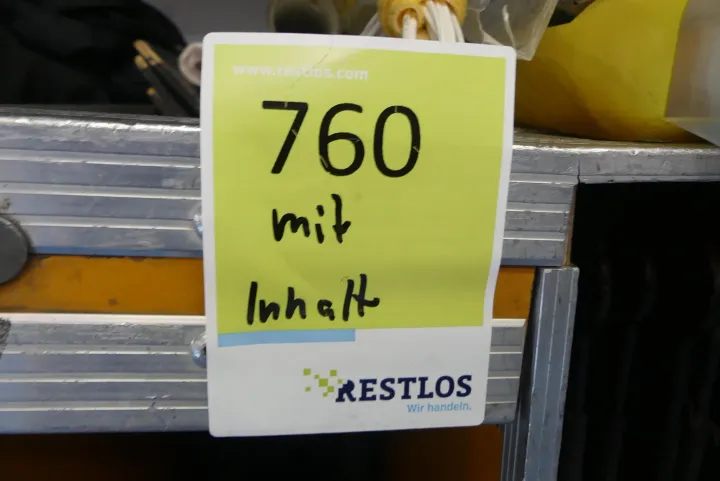 www.restlos.com
760
mit
Inhalt
RESTLOS
Wir handeln.